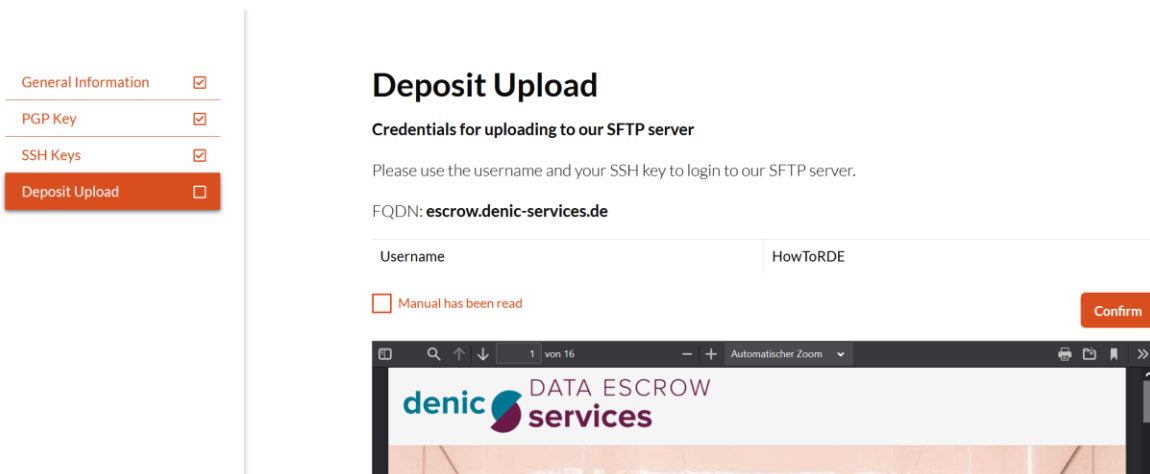 General Information
PGP Key
SSH Keys
Deposit Upload
Deposit Upload
Credentials for uploading to our SFTP server
Please use the username and your SSH key to login to our SFTP server.
FQDN: escrow.denic-services.de
Username HowToRDE
Manual has been read
Confirm
1 von 16 Automatischer Zoom
denic DATA ESCROW
services